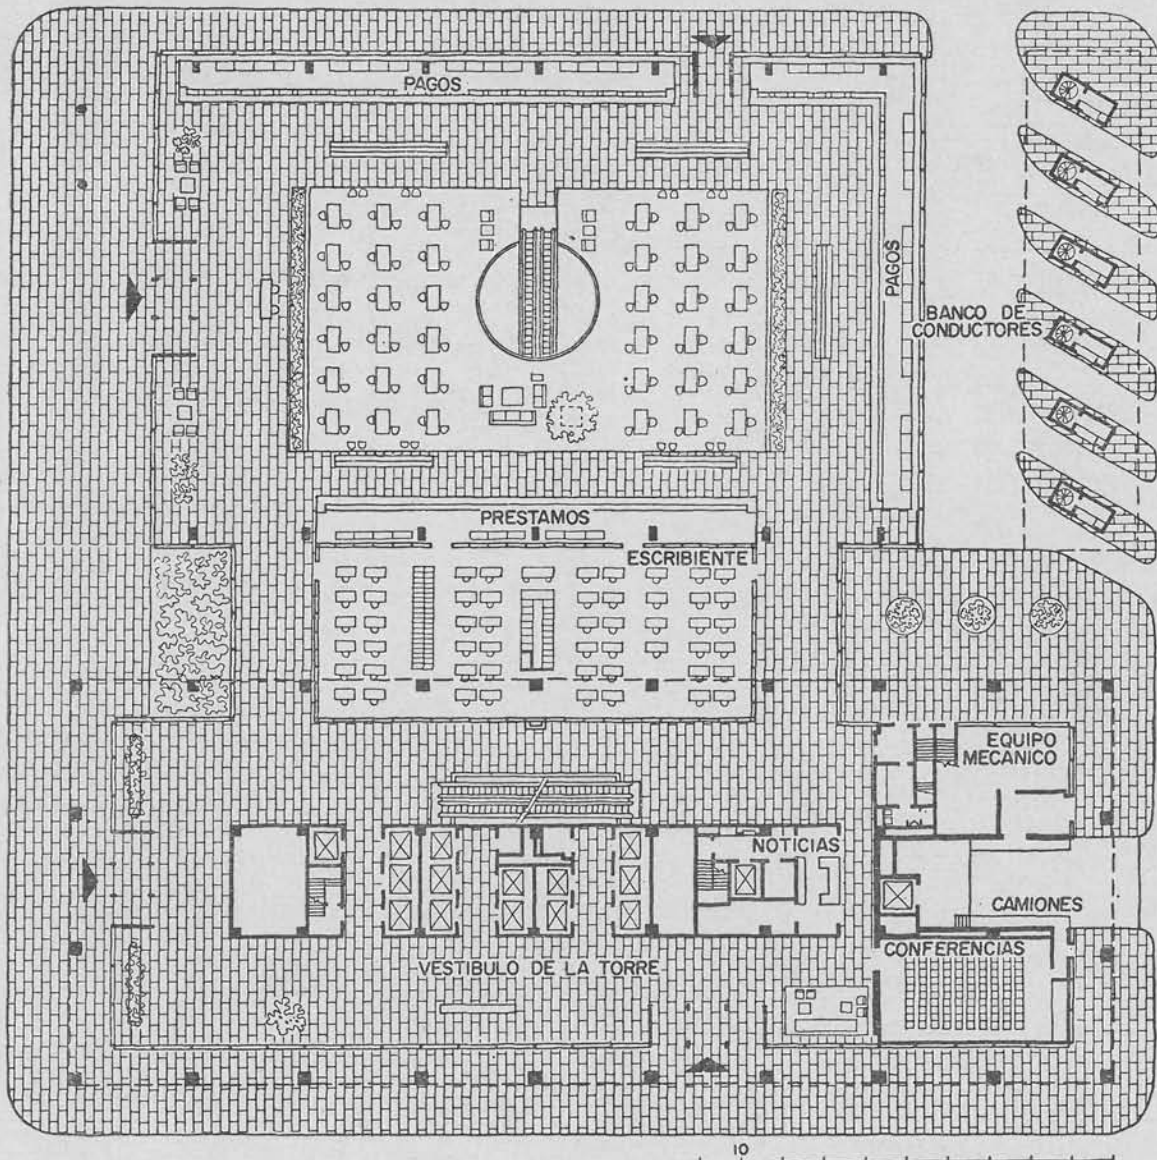 PAGOS
PAGOS
BANCO DE
CONDUCTORES
PRESTAMOS
ESCRIBIENTE
EQUIPO
MECANICO
NOTICIAS
CAMIONES
CONFERENCIAS
VESTIBULO DE LA TORRE
10